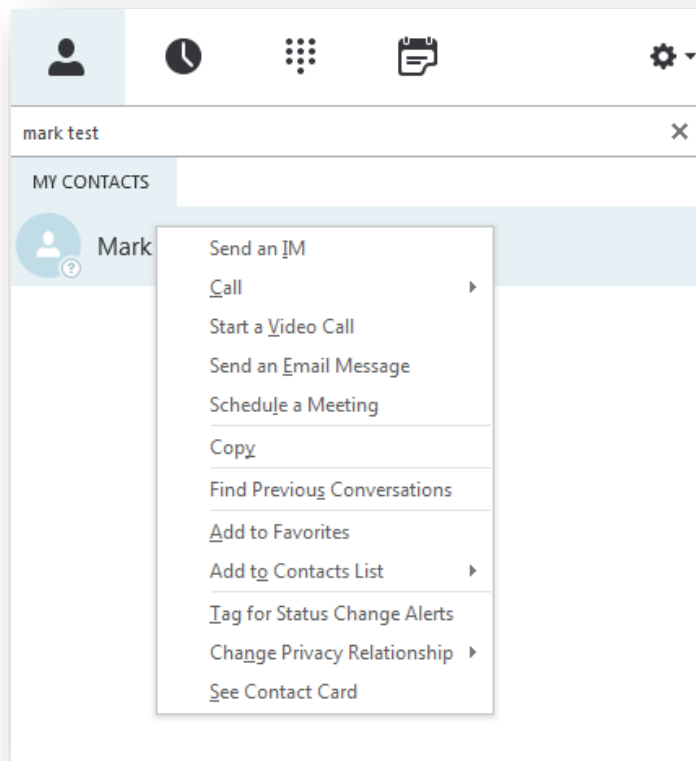 mark test
MY CONTACTS
Mark
Send an IM
Call
Start a Video Call
Send an Email Message
Schedule a Meeting
Copy
Find Previous Conversations
Add to Favorites
Add to Contacts List
Tag for Status Change Alerts
Change Privacy Relationship
See Contact Card